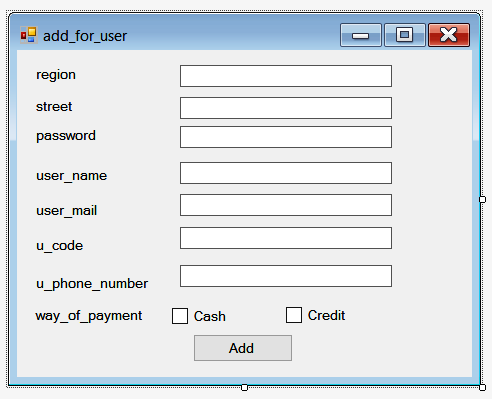 add_for_user
region
street
password
user_name
user_mail
u_code
u_phone_number
way_of_payment Cash Credit
Add